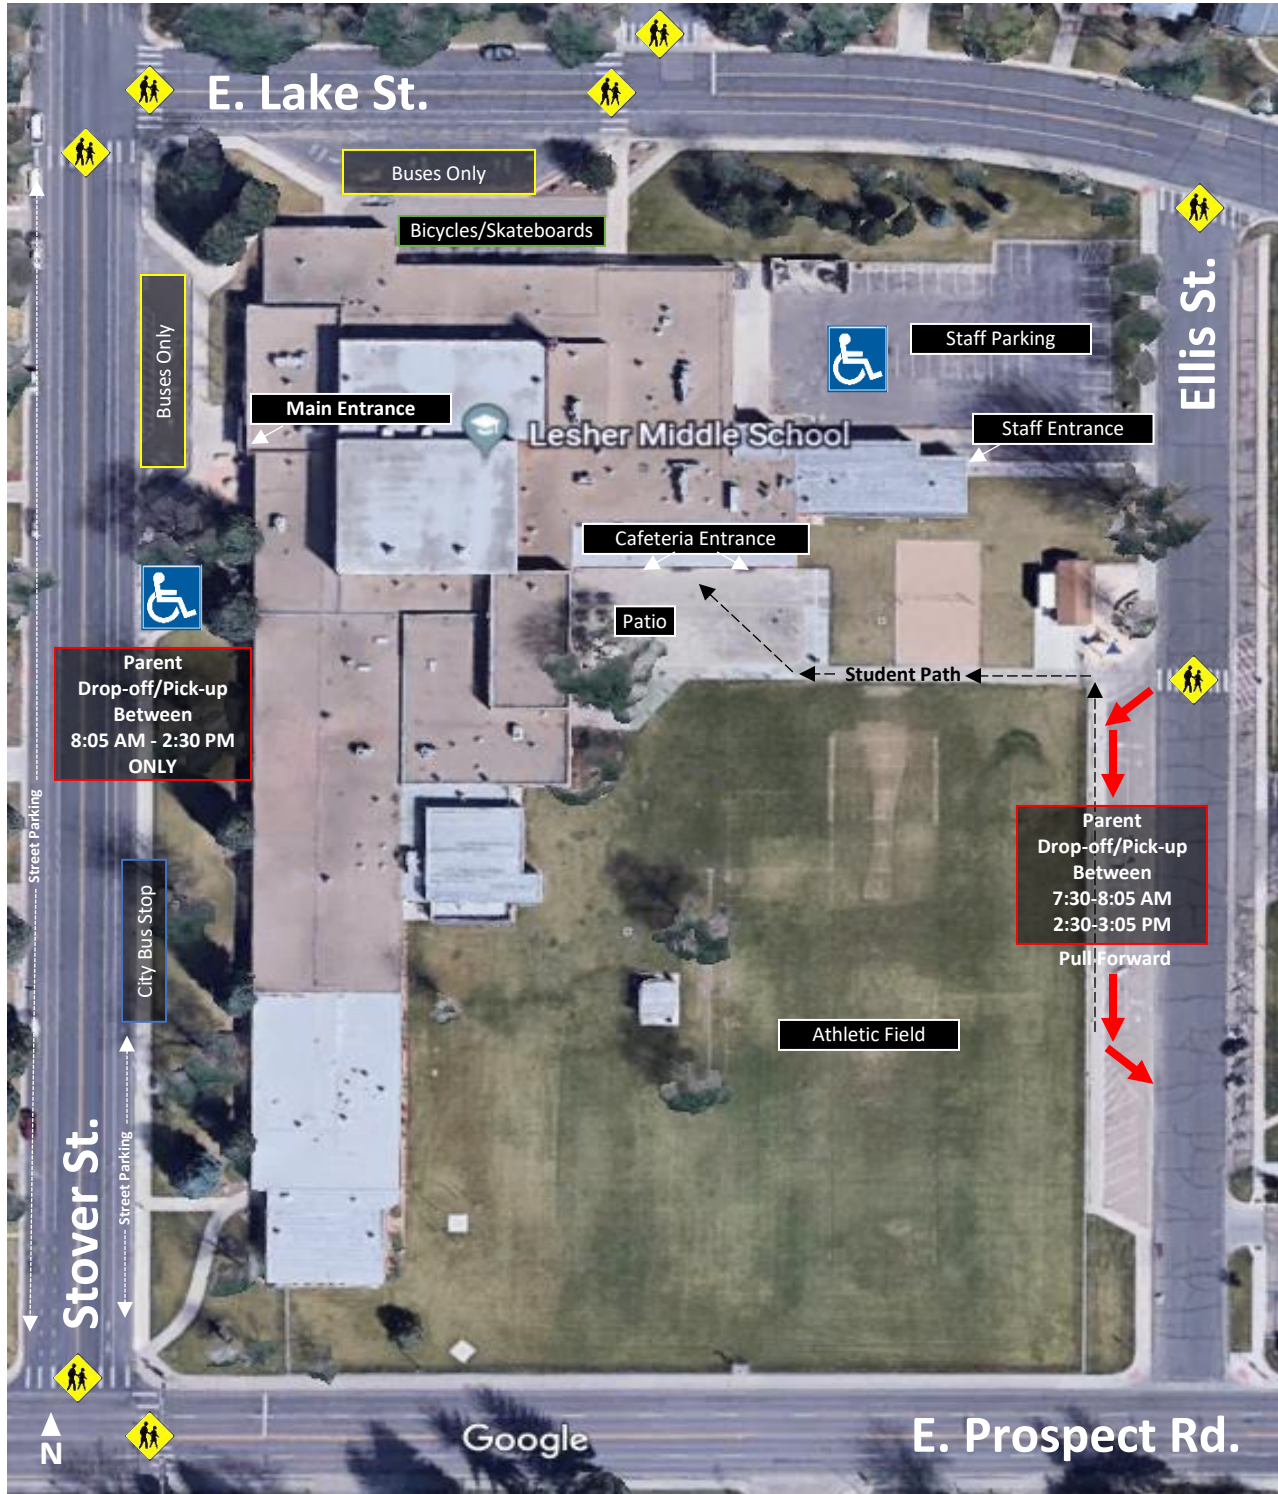 E. Lake St.
Buses Only
Bicycles/Skateboards
Ellis St.
Buses Only
Staff Parking
Main Entrance
Lesher Middle School
Staff Entrance
Cafeteria Entrance
Patio
Student Path
Parent
Drop-off/Pick-up
Between
8:05 AM - 2:30 PM
ONLY
Street Parking
Parent
Drop-off/Pick-up
Between
7:30-8:05 AM
2:30-3:05 PM
Pull Forward
City Bus Stop
Athletic Field
Stover St.
Street Parking
N
Google
E. Prospect Rd.